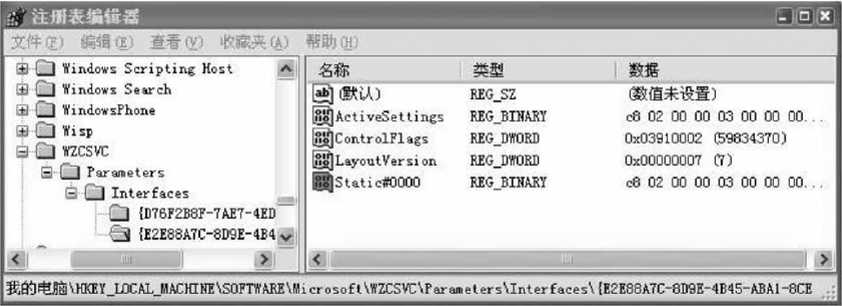 注册表编辑器
文件(F) 编辑(E) 查看(V) 收藏夹(A) 帮助(H)
Windows Scripting Host
Windows Search
WindowsPhone
Wisp
WZCSVC
Parameters
Interfaces
{D76F2B8F-7AE7-4ED
{E2E88A7C-8D9E-4B4
名称 类型 数据
ab (默认) REG_SZ (数值未设置)
ActiveSettings REG_BINARY c8 02 00 00 03 00 00 00...
ControlFlags REG_DWORD 0x03910002 (59834370)
LayoutVersion REG_DWORD 0x00000007 (7)
Static#0000 REG_BINARY c8 02 00 00 03 00 00 00...
我的电脑\HKEY_LOCAL_MACHINE\SOFTWARE\Microsoft\WZCSVC\Parameters\Interfaces\{E2E88A7C-8D9E-4B45-ABA1-8CE